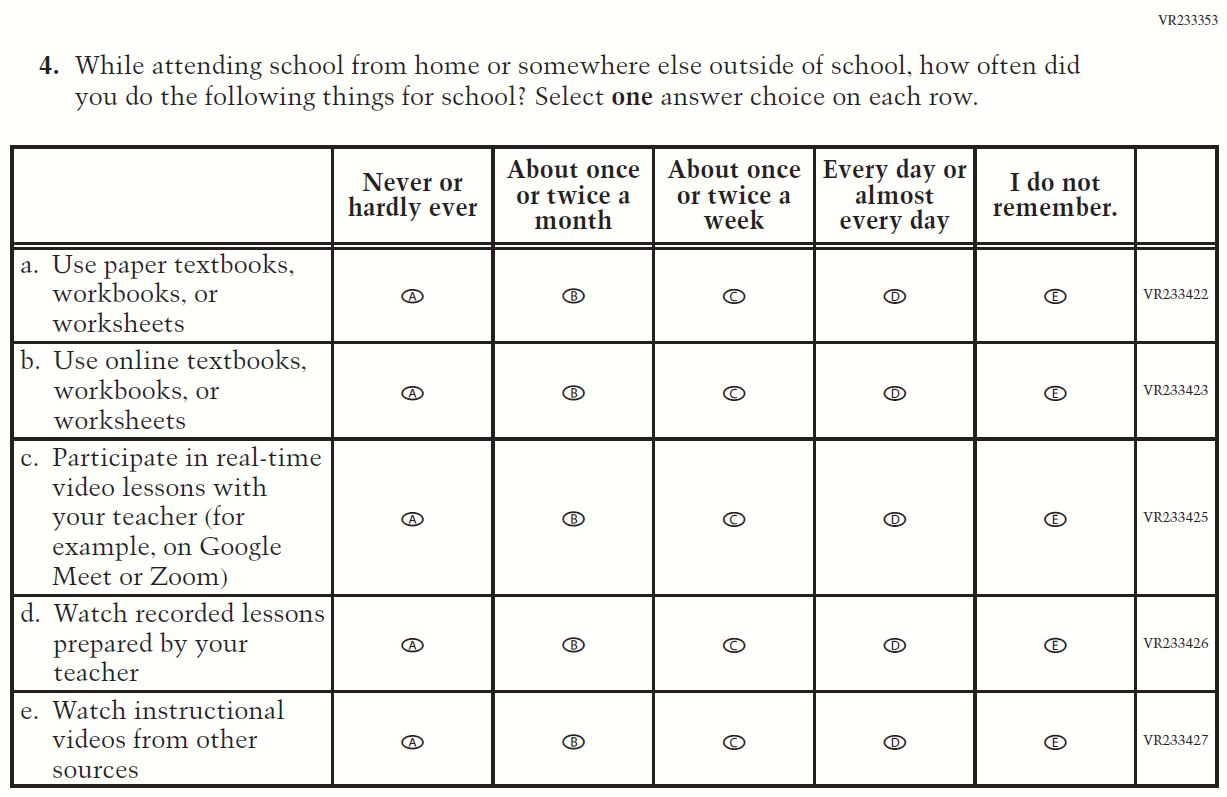 VR233353
4. While attending school from home or somewhere else outside of school, how often did
you do the following things for school? Select one answer choice on each row.
Never or
hardly ever
About once
or twice a
month
About once
or twice a
week
Every day or
almost
every day
I do not
remember.
a. Use paper textbooks,
workbooks, or
worksheets
A B C D E VR233422
b. Use online textbooks,
workbooks, or
worksheets
A B C D E VR233423
c. Participate in real-time
video lessons with
your teacher (for
example, on Google
Meet or Zoom)
A B C D E VR233425
d. Watch recorded lessons
prepared by your
teacher
A B C D E VR233426
e. Watch instructional
videos from other
sources
A B C D E VR233427